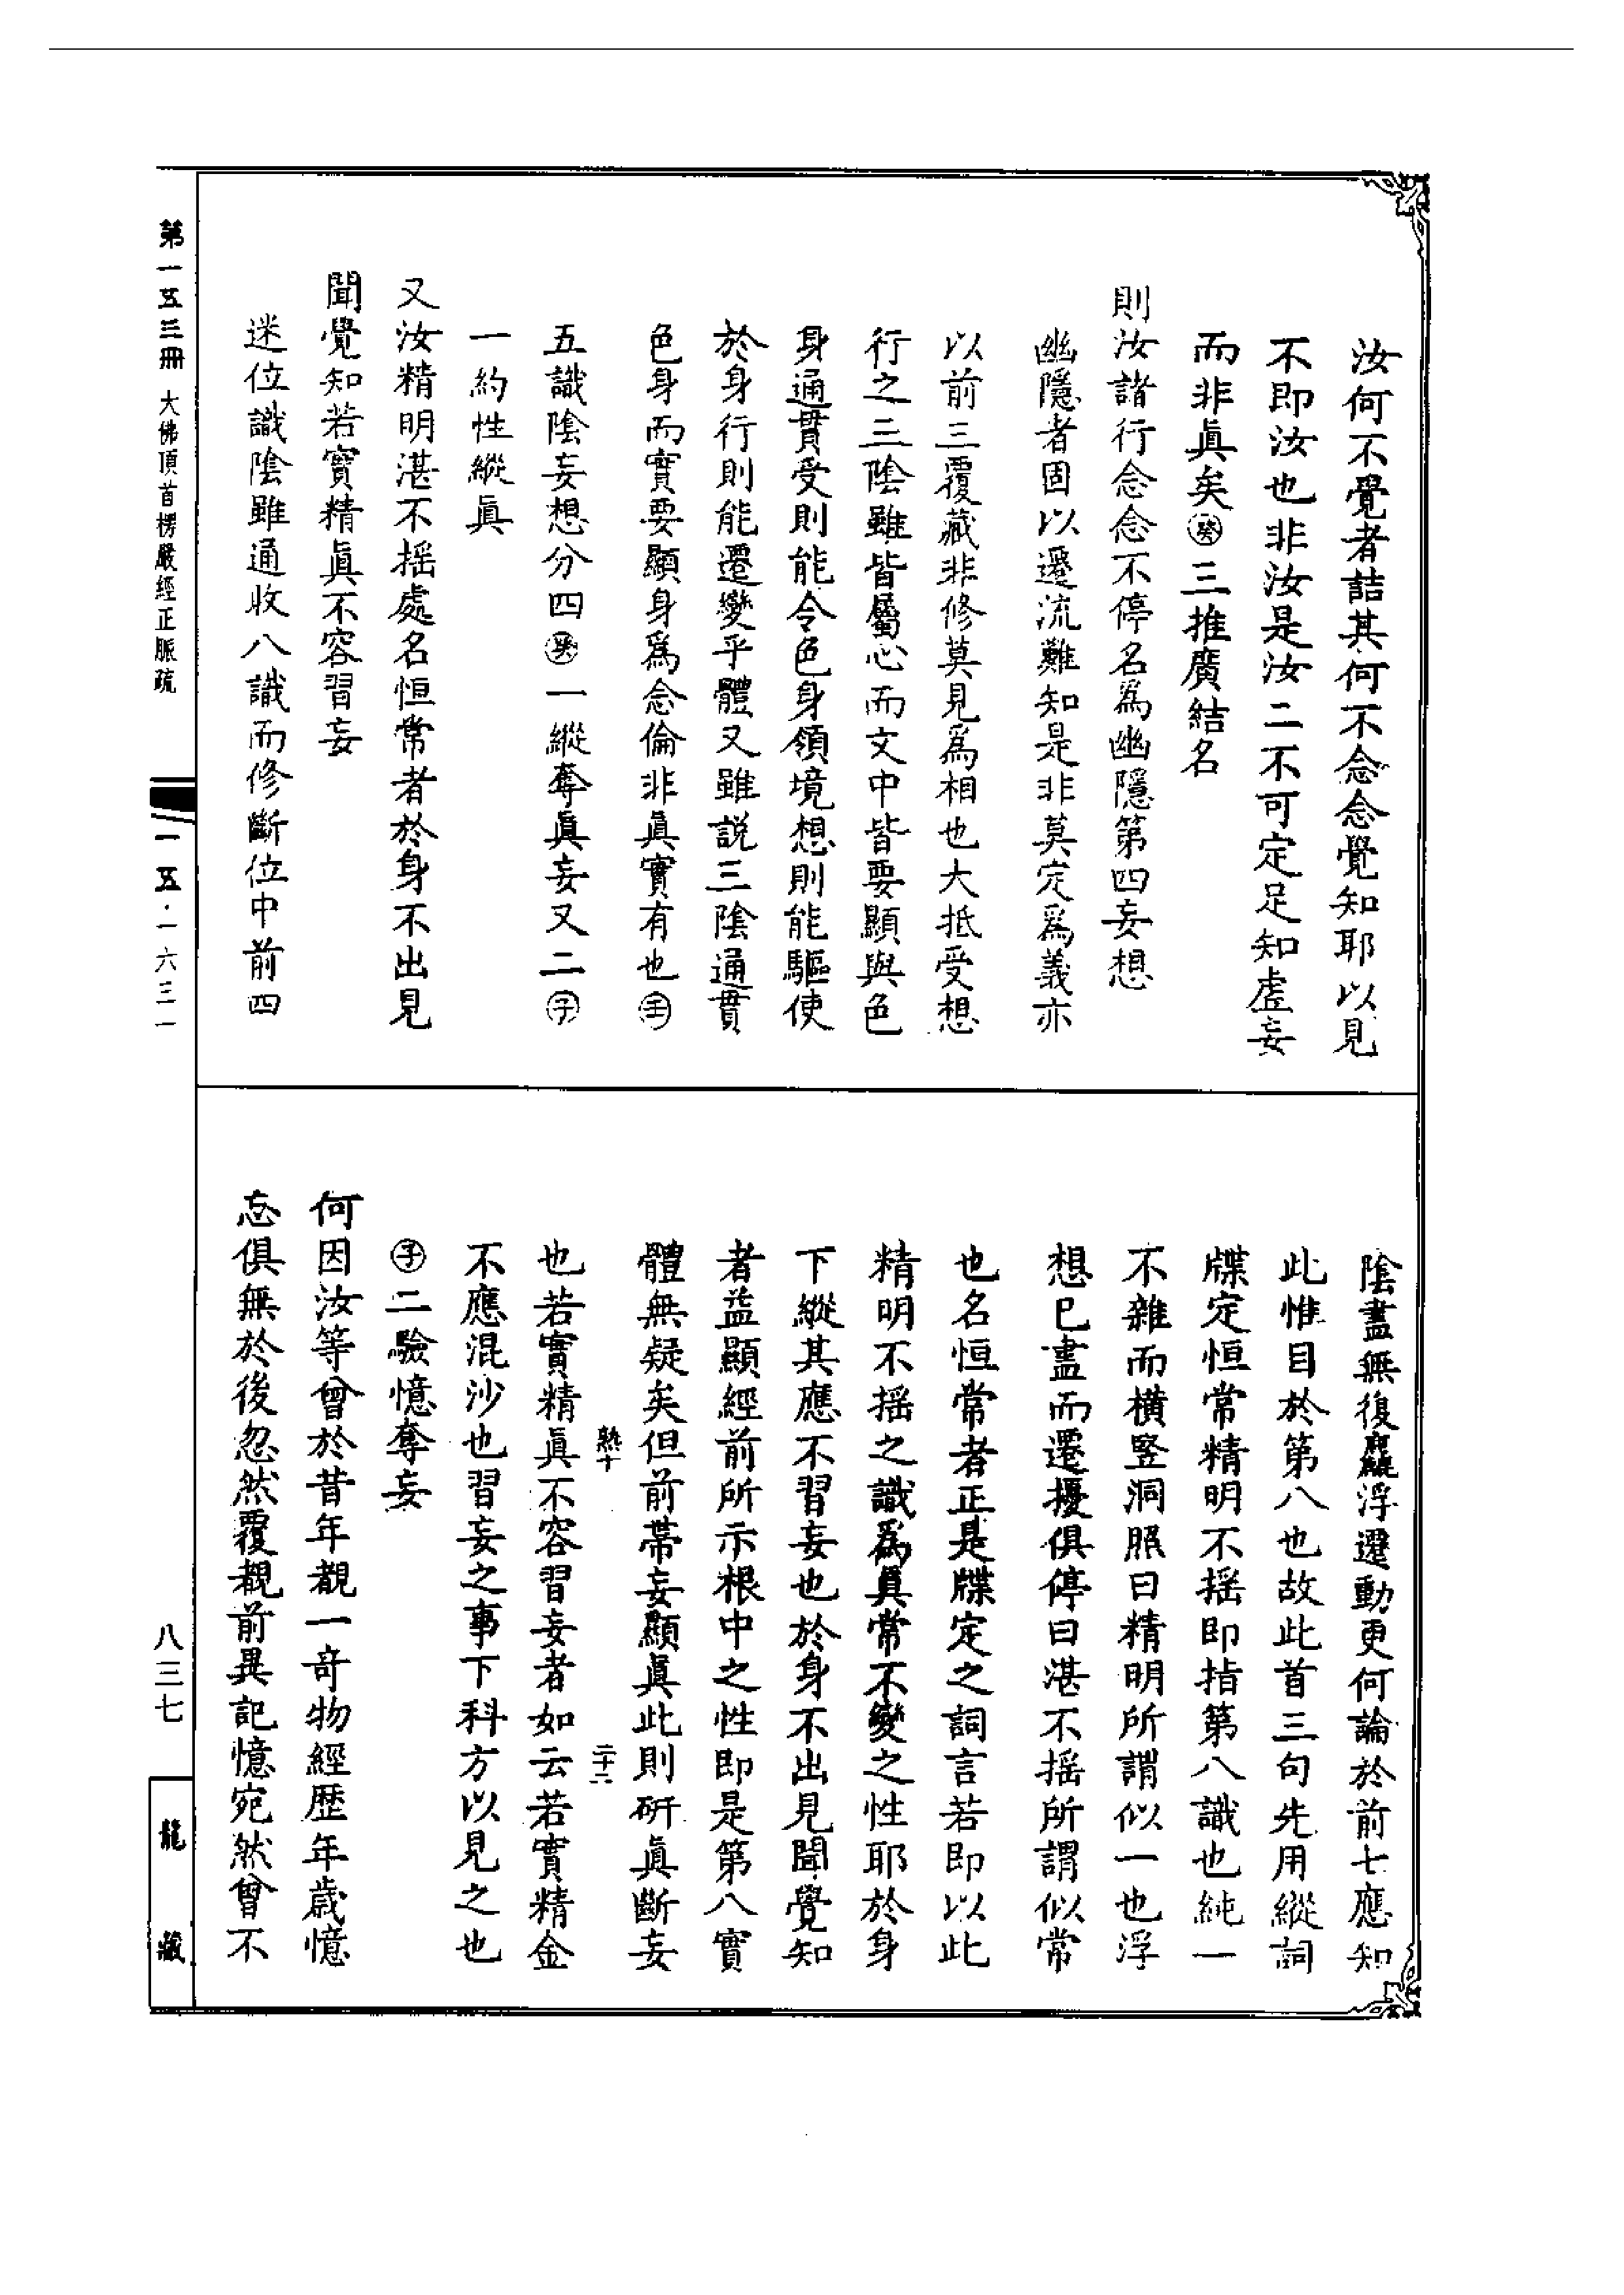 汝何不覺者詰其何不念念覺知耶以見
不即汝也非汝是汝二不可定足知虛妄
而非眞矣㊛三推廣結名
則汝諸行念念不停名爲幽隱第四妄想
幽隱者固以遷流難知是非莫定爲義亦
以前三覆藏非修莫見爲相也大抵受想
行之三陰雖皆屬心而文中皆要顯與色
身通貫受則能令色身領境想則能驅使
於身行則能遷變乎體又雖説三陰通貫
色身而實要顯身爲念倫非眞實有也壬
五識陰妄想分四癸一縱奪眞妄又二子
一約性縱眞
又汝精明湛不揺處名恒常者於身不出見
聞覺知若實精眞不容習妄
迷位識陰雖通收八識而修斷位中前四
陰盡無復麤浮遷動更何論於前七應知
此惟目於第八也故此首三句先用縱詞
牒定恒常精明不揺即指第八識也純一
不雜而橫竪洞照曰精明所謂似一也浮
想已盡而遷擾俱停曰湛不揺所謂似常
也名恒常者正是牒定之詞言若即以此
精明不揺之識爲眞常不變之性耶於身
下縱其應不習妄也於身不出見聞覺知
者益顯經前所示根中之性即是第八實
體無疑矣但前帶妄顯眞此則硏眞斷妄
熟十
二十六
也若實精眞不容習妄者如云若實精金
不應混沙也習妄之事下科方以見之也
子二驗憶奪妄
何因汝等曾於昔年覩一奇物經歷年歲憶
忘俱無於後忽然覆覩前異記憶宛然曾不
第一五三冊 大佛頂首楞嚴經正脈疏
一五·一六三一
八三七
龍藏